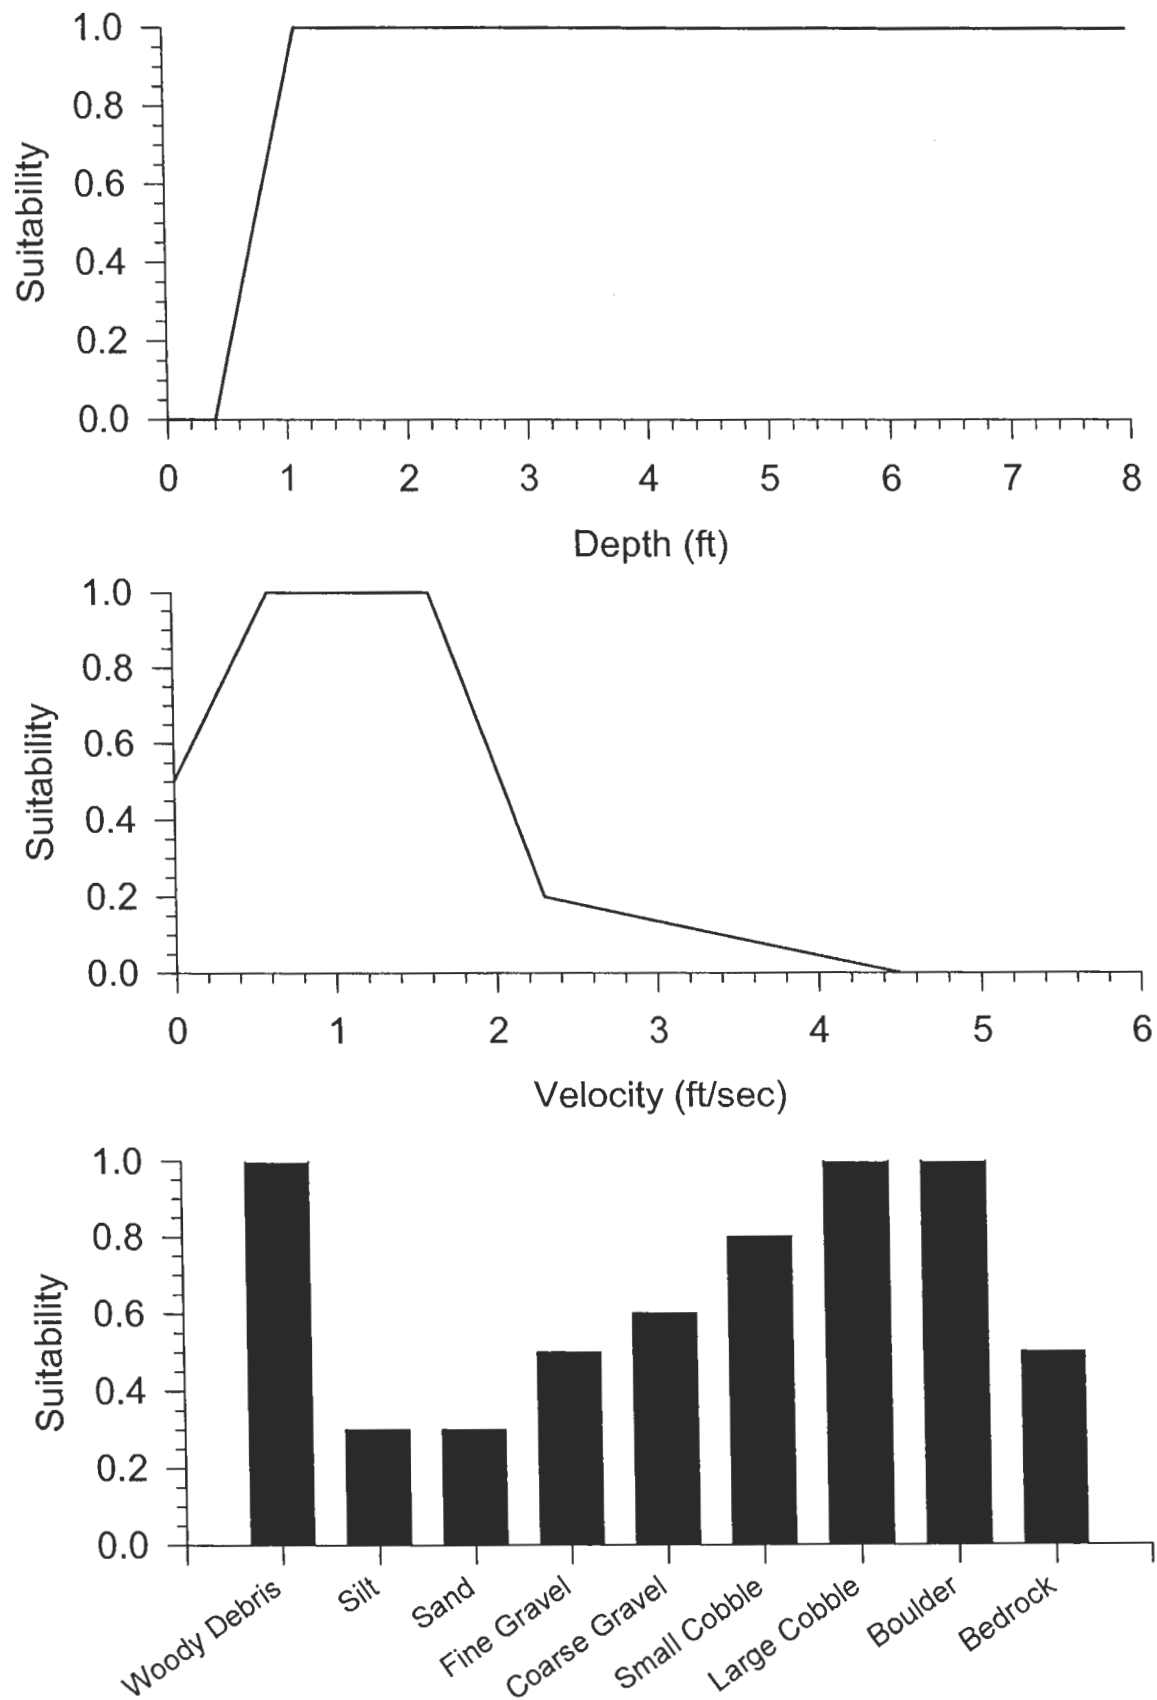 1.0
0.8
0.6
0.4
0.2
0.0
Suitability
0 1 2 3 4 5 6 7 8
Depth (ft)
1.0
0.8
0.6
0.4
0.2
0.0
Suitability
0 1 2 3 4 5 6
Velocity (ft/sec)
1.0
0.8
0.6
0.4
0.2
0.0
Suitability
Woody Debris
Silt
Sand
Fine Gravel
Coarse Gravel
Small Cobble
Large Cobble
Boulder
Bedrock